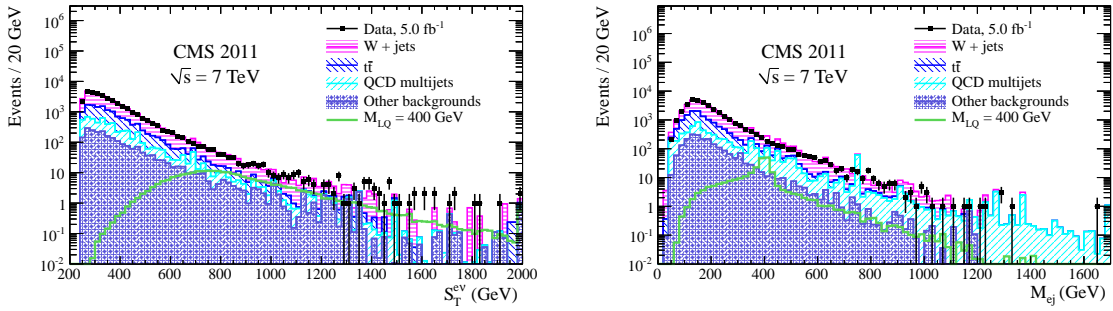 Events / 20 GeV
10⁶
10⁵
10⁴
10³
10²
10
1
10⁻¹
10⁻²
CMS 2011
√s = 7 TeV
Data, 5.0 fb⁻¹
W + jets
tt̄
QCD multijets
Other backgrounds
M_LQ = 400 GeV
200 400 600 800 1000 1200 1400 1600 1800 2000
S_T^eν (GeV)
Events / 20 GeV
10⁶
10⁵
10⁴
10³
10²
10
1
10⁻¹
10⁻²
CMS 2011
√s = 7 TeV
Data, 5.0 fb⁻¹
W + jets
tt̄
QCD multijets
Other backgrounds
M_LQ = 400 GeV
0 200 400 600 800 1000 1200 1400 1600
M_ej (GeV)